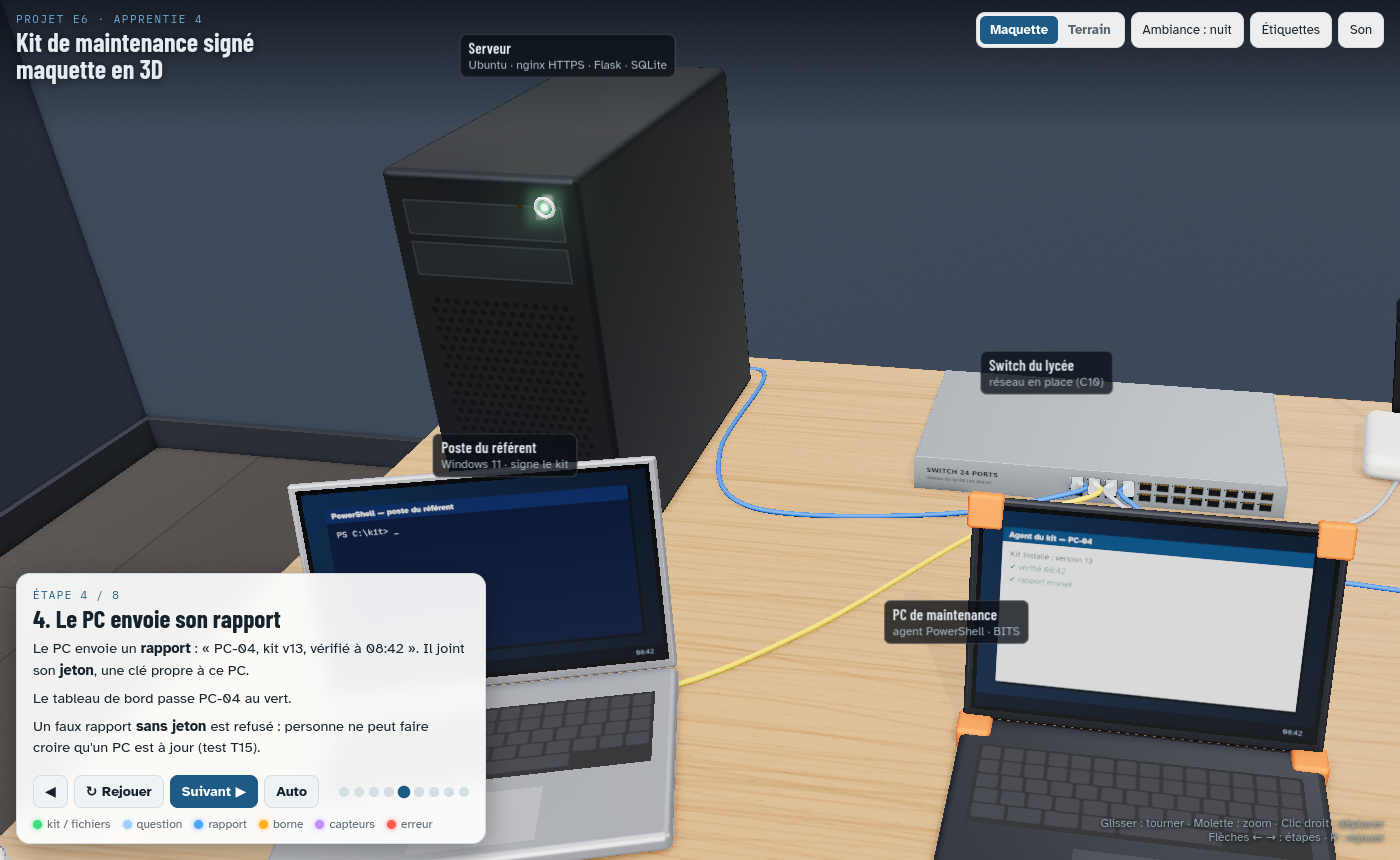 PROJET E6 · APPRENTIE 4
Kit de maintenance signé
maquette en 3D
Maquette
Terrain
Ambiance : nuit
Étiquettes
Son
Serveur
Ubuntu · nginx HTTPS · Flask · SQLite
Switch du lycée
réseau en place (C10)
SWITCH 24 PORTS
réseau du lycée (en place)
Poste du référent
Windows 11 · signe le kit
PowerShell — poste du référent
PS C:\kit> _
08:42
Agent du kit — PC-04
Kit installé : version 13
✔ vérifié 08:42
✔ rapport envoyé
08:42
PC de maintenance
agent PowerShell · BITS
ÉTAPE 4 / 8
4. Le PC envoie son rapport
Le PC envoie un rapport : « PC-04, kit v13, vérifié à 08:42 ». Il joint
son jeton, une clé propre à ce PC.
Le tableau de bord passe PC-04 au vert.
Un faux rapport sans jeton est refusé : personne ne peut faire
croire qu'un PC est à jour (test T15).
◀
↻ Rejouer
Suivant ▶
Auto
kit / fichiers
question
rapport
borne
capteurs
erreur
Glisser : tourner · Molette : zoom · Clic droit : déplacer
Flèches ← → : étapes · R : rejouer